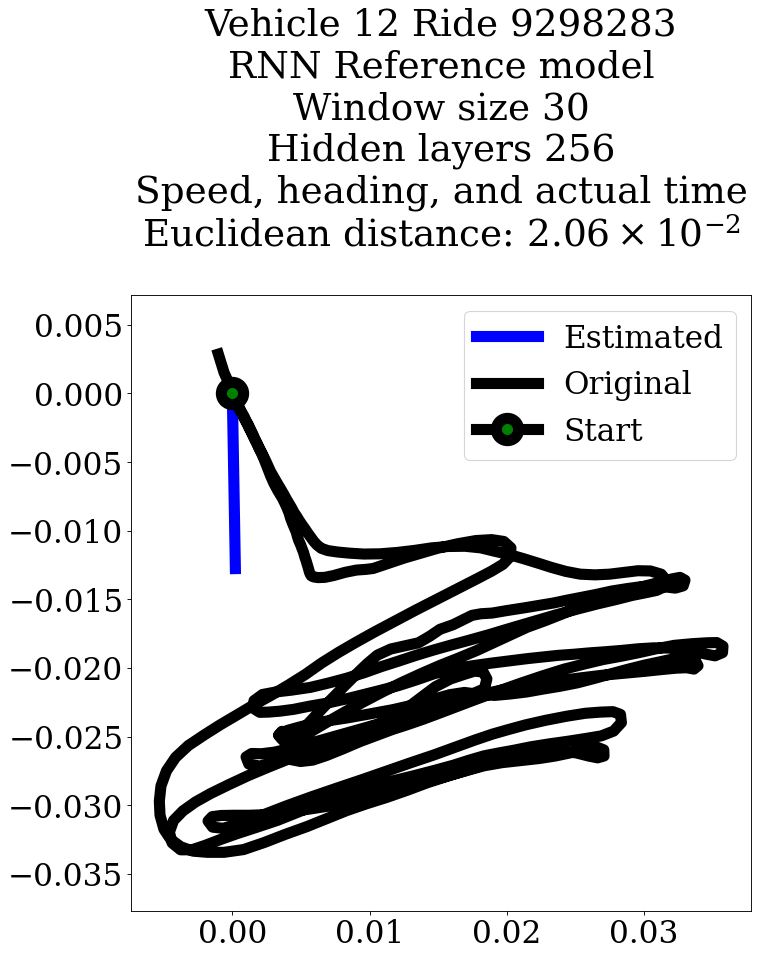 Vehicle 12 Ride 9298283
RNN Reference model
Window size 30
Hidden layers 256
Speed, heading, and actual time
Euclidean distance: 2.06 × 10⁻²
Estimated
Original
Start
0.005
0.000
−0.005
−0.010
−0.015
−0.020
−0.025
−0.030
−0.035
0.00 0.01 0.02 0.03